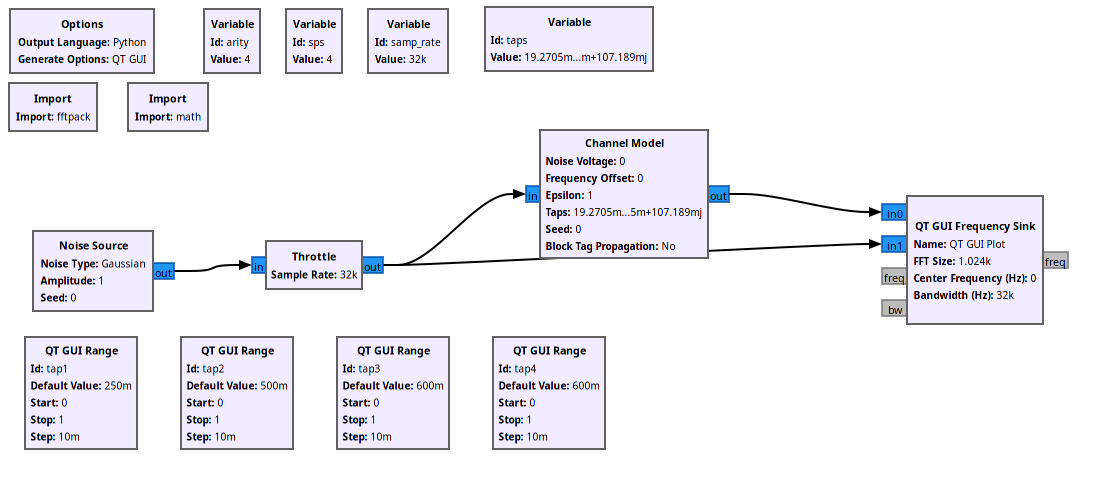 Options
Output Language: Python
Generate Options: QT GUI
Variable
Id: arity
Value: 4
Variable
Id: sps
Value: 4
Variable
Id: samp_rate
Value: 32k
Variable
Id: taps
Value: 19.2705m...m+107.189mj
Import
Import: fftpack
Import
Import: math
Noise Source
Noise Type: Gaussian
Amplitude: 1
Seed: 0
out
in
Throttle
Sample Rate: 32k
out
in
Channel Model
Noise Voltage: 0
Frequency Offset: 0
Epsilon: 1
Taps: 19.2705m...5m+107.189mj
Seed: 0
Block Tag Propagation: No
out
in0
in1
freq
bw
QT GUI Frequency Sink
Name: QT GUI Plot
FFT Size: 1.024k
Center Frequency (Hz): 0
Bandwidth (Hz): 32k
freq
QT GUI Range
Id: tap1
Default Value: 250m
Start: 0
Stop: 1
Step: 10m
QT GUI Range
Id: tap2
Default Value: 500m
Start: 0
Stop: 1
Step: 10m
QT GUI Range
Id: tap3
Default Value: 600m
Start: 0
Stop: 1
Step: 10m
QT GUI Range
Id: tap4
Default Value: 600m
Start: 0
Stop: 1
Step: 10m